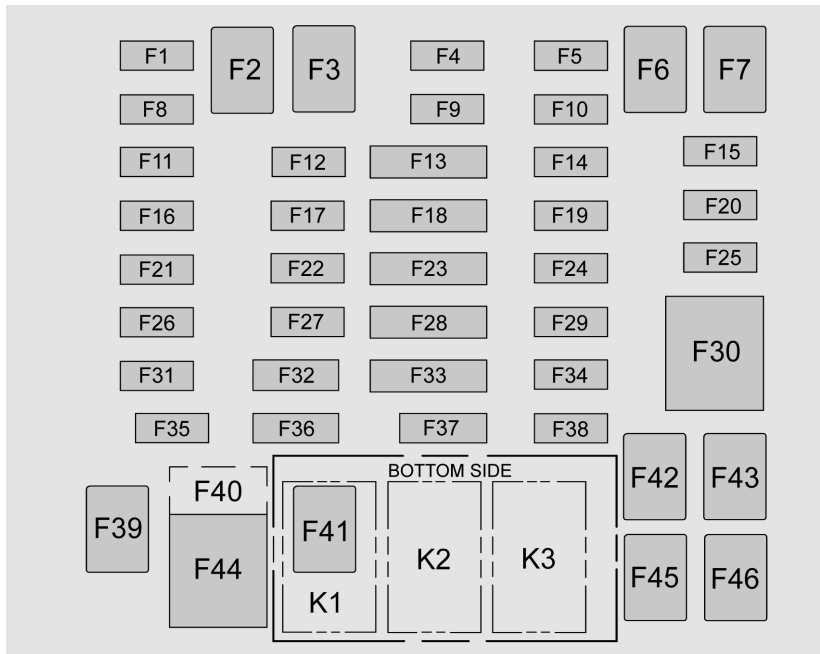 F1 F2 F3 F4 F5 F6 F7
F8 F9 F10
F11 F12 F13 F14 F15
F16 F17 F18 F19 F20
F21 F22 F23 F24 F25
F26 F27 F28 F29 F30
F31 F32 F33 F34
F35 F36 F37 F38
BOTTOM SIDE
F39 F40 F41 F42 F43
F44 K1 K2 K3 F45 F46